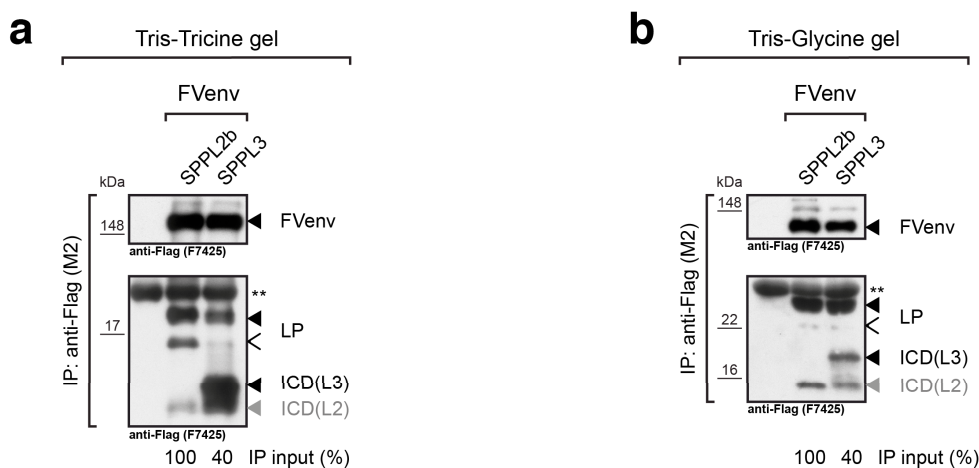 a
Tris-Tricine gel
FVenv
SPPL2b
SPPL3
kDa
148
FVenv
anti-Flag (F7425)
IP: anti-Flag (M2)
**
17
LP
ICD(L3)
ICD(L2)
anti-Flag (F7425)
100 40 IP input (%)
b
Tris-Glycine gel
FVenv
SPPL2b
SPPL3
kDa
148
FVenv
anti-Flag (F7425)
IP: anti-Flag (M2)
**
22
LP
16
ICD(L3)
ICD(L2)
anti-Flag (F7425)
100 40 IP input (%)